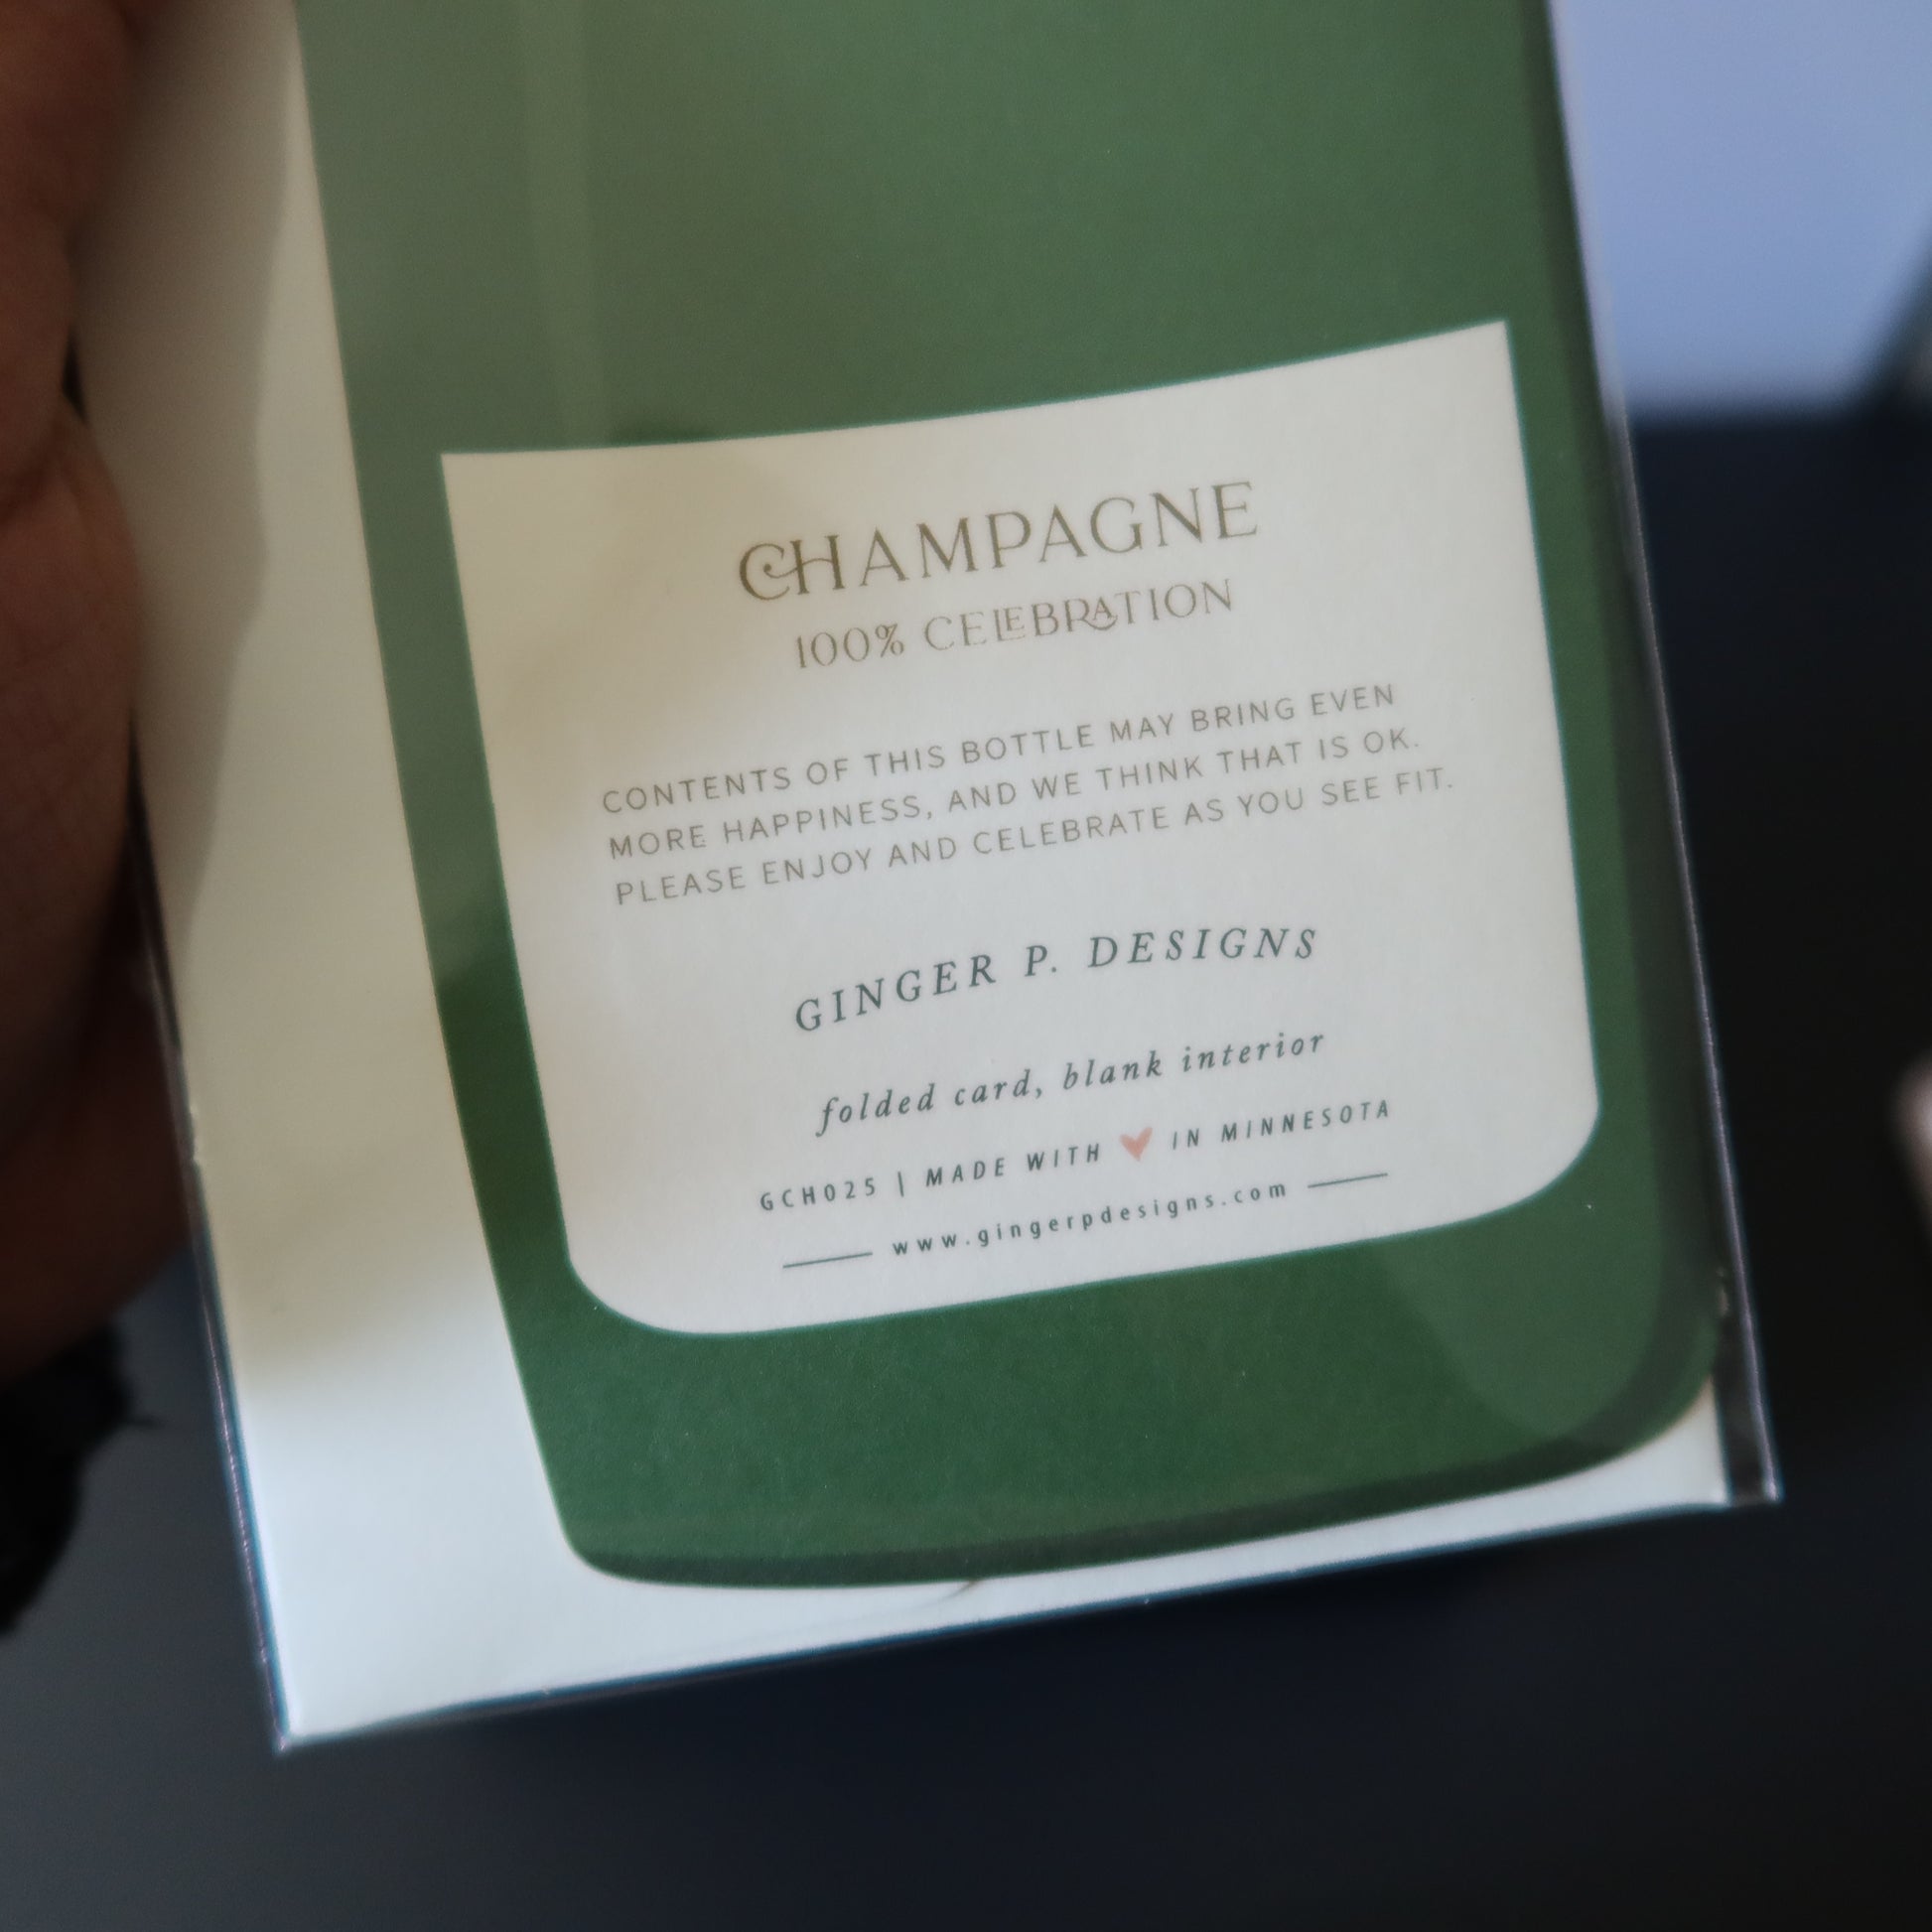 CHAMPAGNE
100% CELEBRATION
CONTENTS OF THIS BOTTLE MAY BRING EVEN
MORE HAPPINESS, AND WE THINK THAT IS OK.
PLEASE ENJOY AND CELEBRATE AS YOU SEE FIT.
GINGER P. DESIGNS
folded card, blank interior
GCH025 | MADE WITH ♥ IN MINNESOTA
www.gingerpdesigns.com